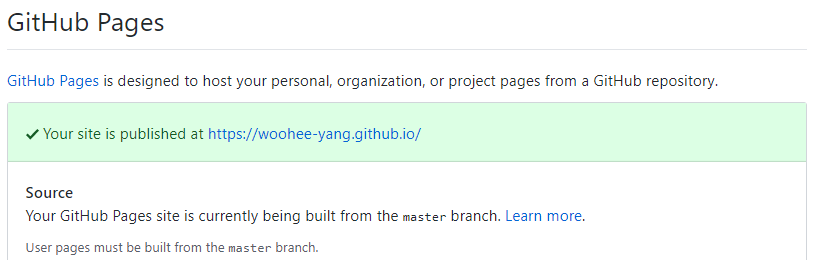 GitHub Pages
GitHub Pages is designed to host your personal, organization, or project pages from a GitHub repository.
Your site is published at https://woohee-yang.github.io/
Source
Your GitHub Pages site is currently being built from the master branch. Learn more.
User pages must be built from the master branch.